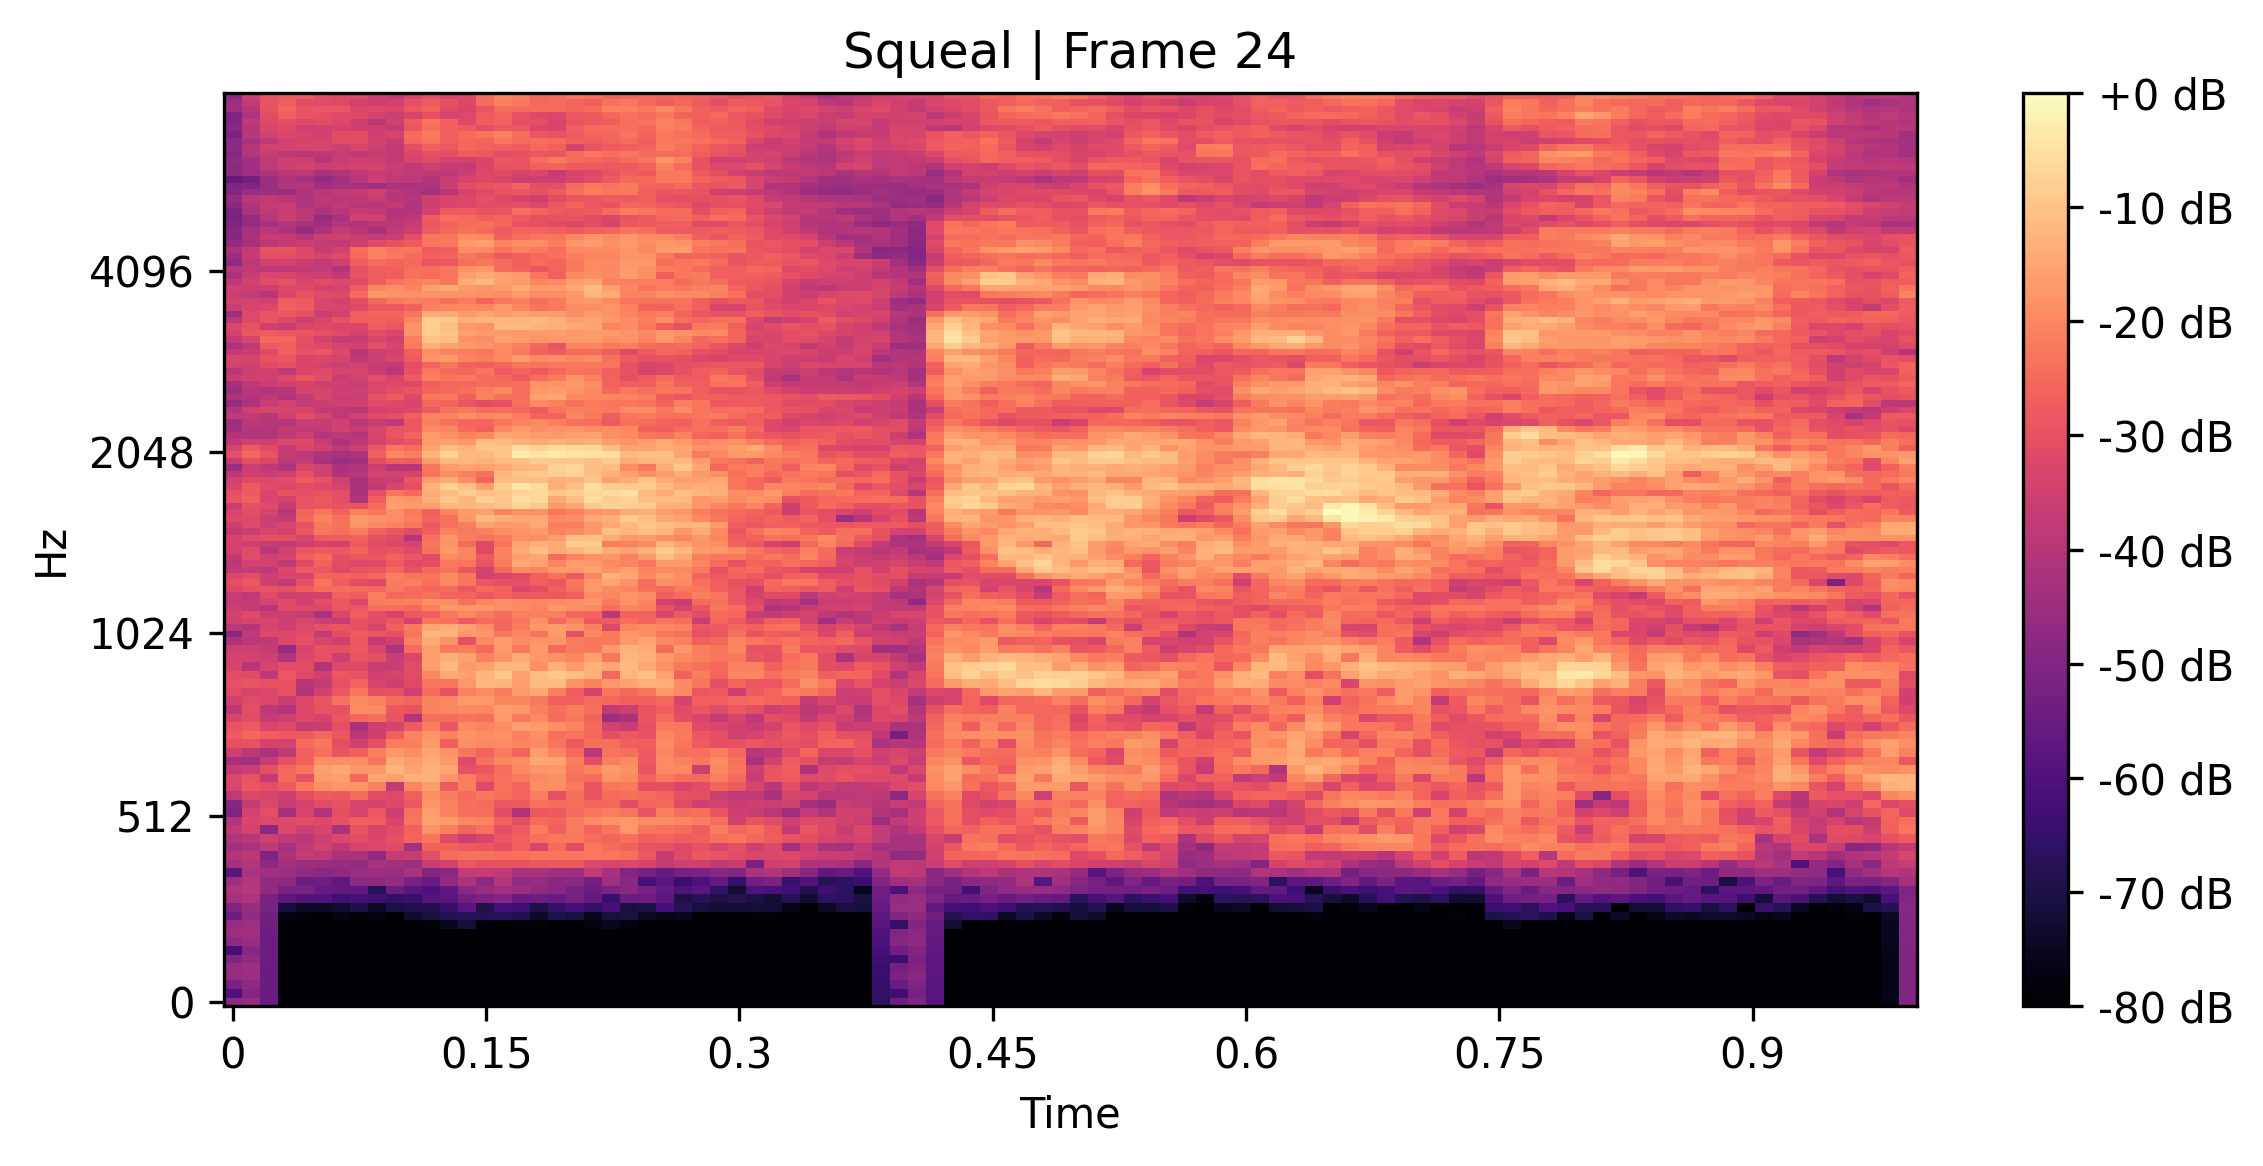 Squeal | Frame 24
+0 dB
-10 dB
-20 dB
-30 dB
-40 dB
-50 dB
-60 dB
-70 dB
-80 dB
4096
2048
1024
512
0
Hz
0 0.15 0.3 0.45 0.6 0.75 0.9
Time